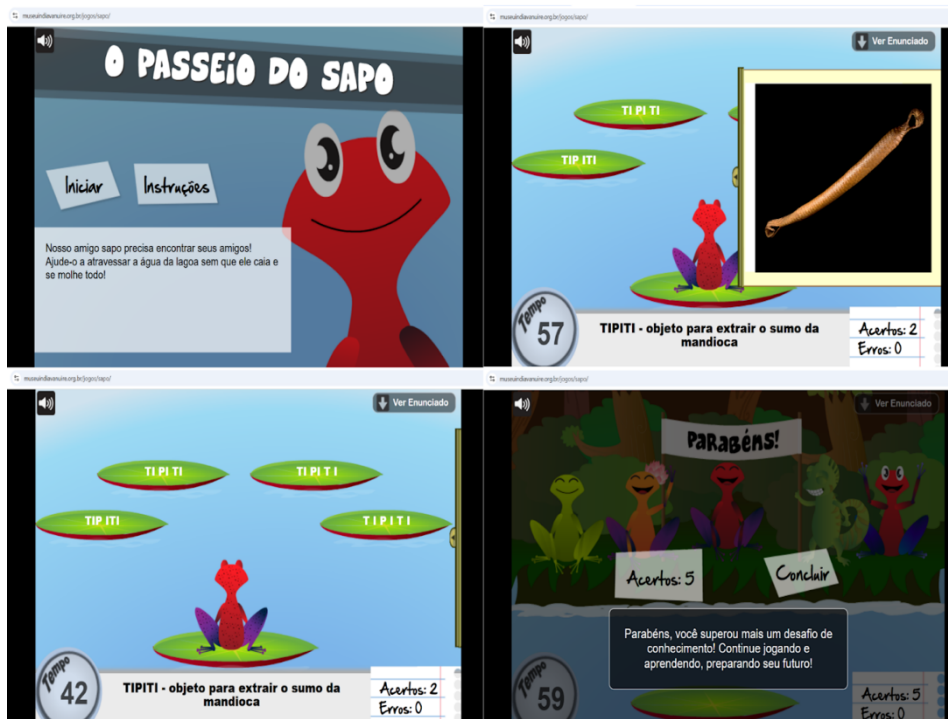 museuindiavanuire.org.br/jogos/sapo/
O PASSEIO DO SAPO
Iniciar
Instruções
Nosso amigo sapo precisa encontrar seus amigos!
Ajude-o a atravessar a água da lagoa sem que ele caia e
se molhe todo!
museuindiavanuire.org.br/jogos/sapo/
Ver Enunciado
TI PI TI
TIP ITI
Tempo
57
TIPITI - objeto para extrair o sumo da
mandioca
Acertos: 2
Erros: 0
museuindiavanuire.org.br/jogos/sapo/
Ver Enunciado
TI PI TI
TI PI T I
TIP ITI
T I P I T I
Tempo
42
TIPITI - objeto para extrair o sumo da
mandioca
Acertos: 2
Erros: 0
museuindiavanuire.org.br/jogos/sapo/
Ver Enunciado
PARABÉNS!
Acertos: 5
Concluir
Parabéns, você superou mais um desafio de
conhecimento! Continue jogando e
aprendendo, preparando seu futuro!
Tempo
59
Acertos: 5
Erros: 0